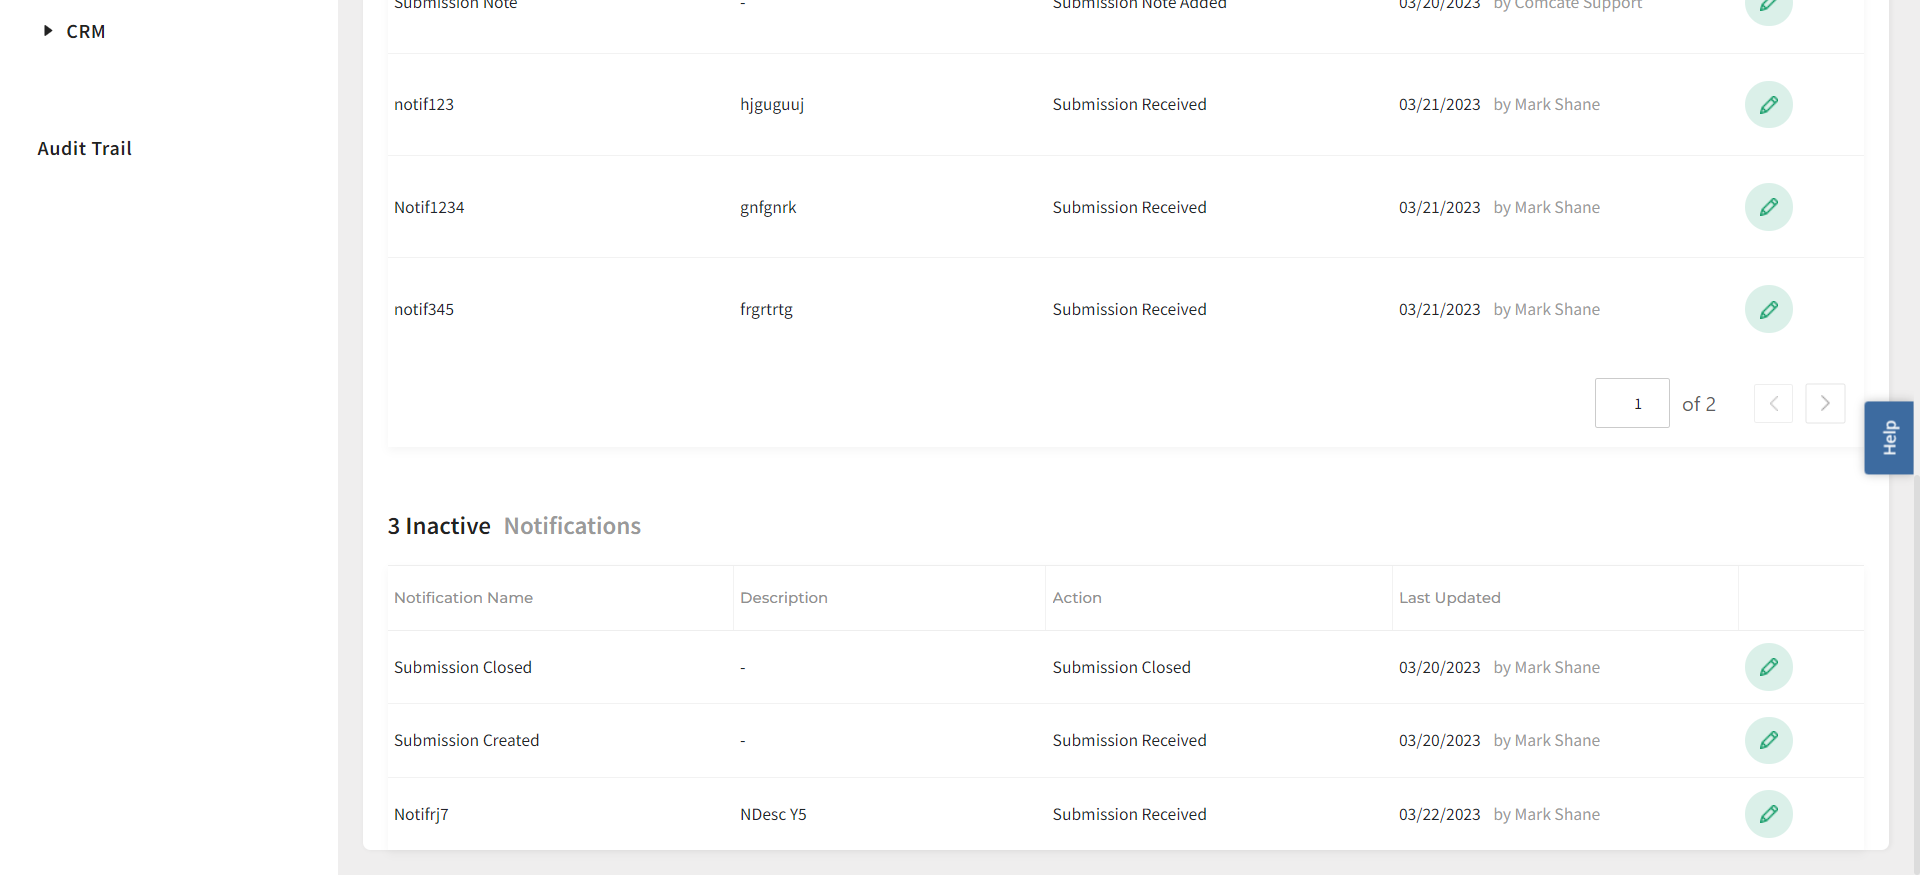 CRM
Audit Trail
Submission Note - Submission Note Added 03/20/2023 by Comcate Support
notif123 hjguguuj Submission Received 03/21/2023 by Mark Shane
Notif1234 gnfgnrk Submission Received 03/21/2023 by Mark Shane
notif345 frgrtrtg Submission Received 03/21/2023 by Mark Shane
1 of 2
Help
3 Inactive Notifications
Notification Name Description Action Last Updated
Submission Closed - Submission Closed 03/20/2023 by Mark Shane
Submission Created - Submission Received 03/20/2023 by Mark Shane
Notifrj7 NDesc Y5 Submission Received 03/22/2023 by Mark Shane